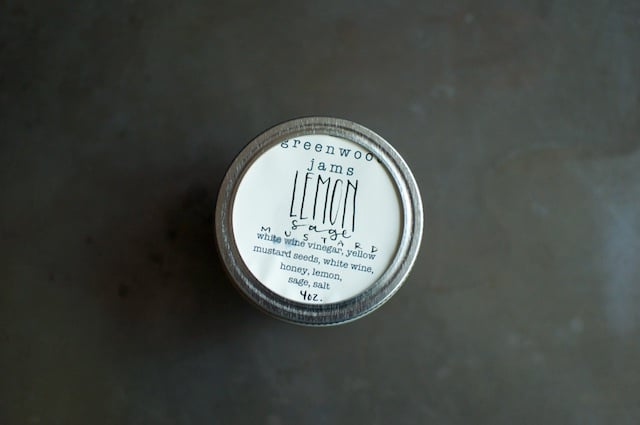 greenwoo
jams
LEMON
sage
MUSTARD
white wine vinegar, yellow
mustard seeds, white wine,
honey, lemon,
sage, salt
4oz.